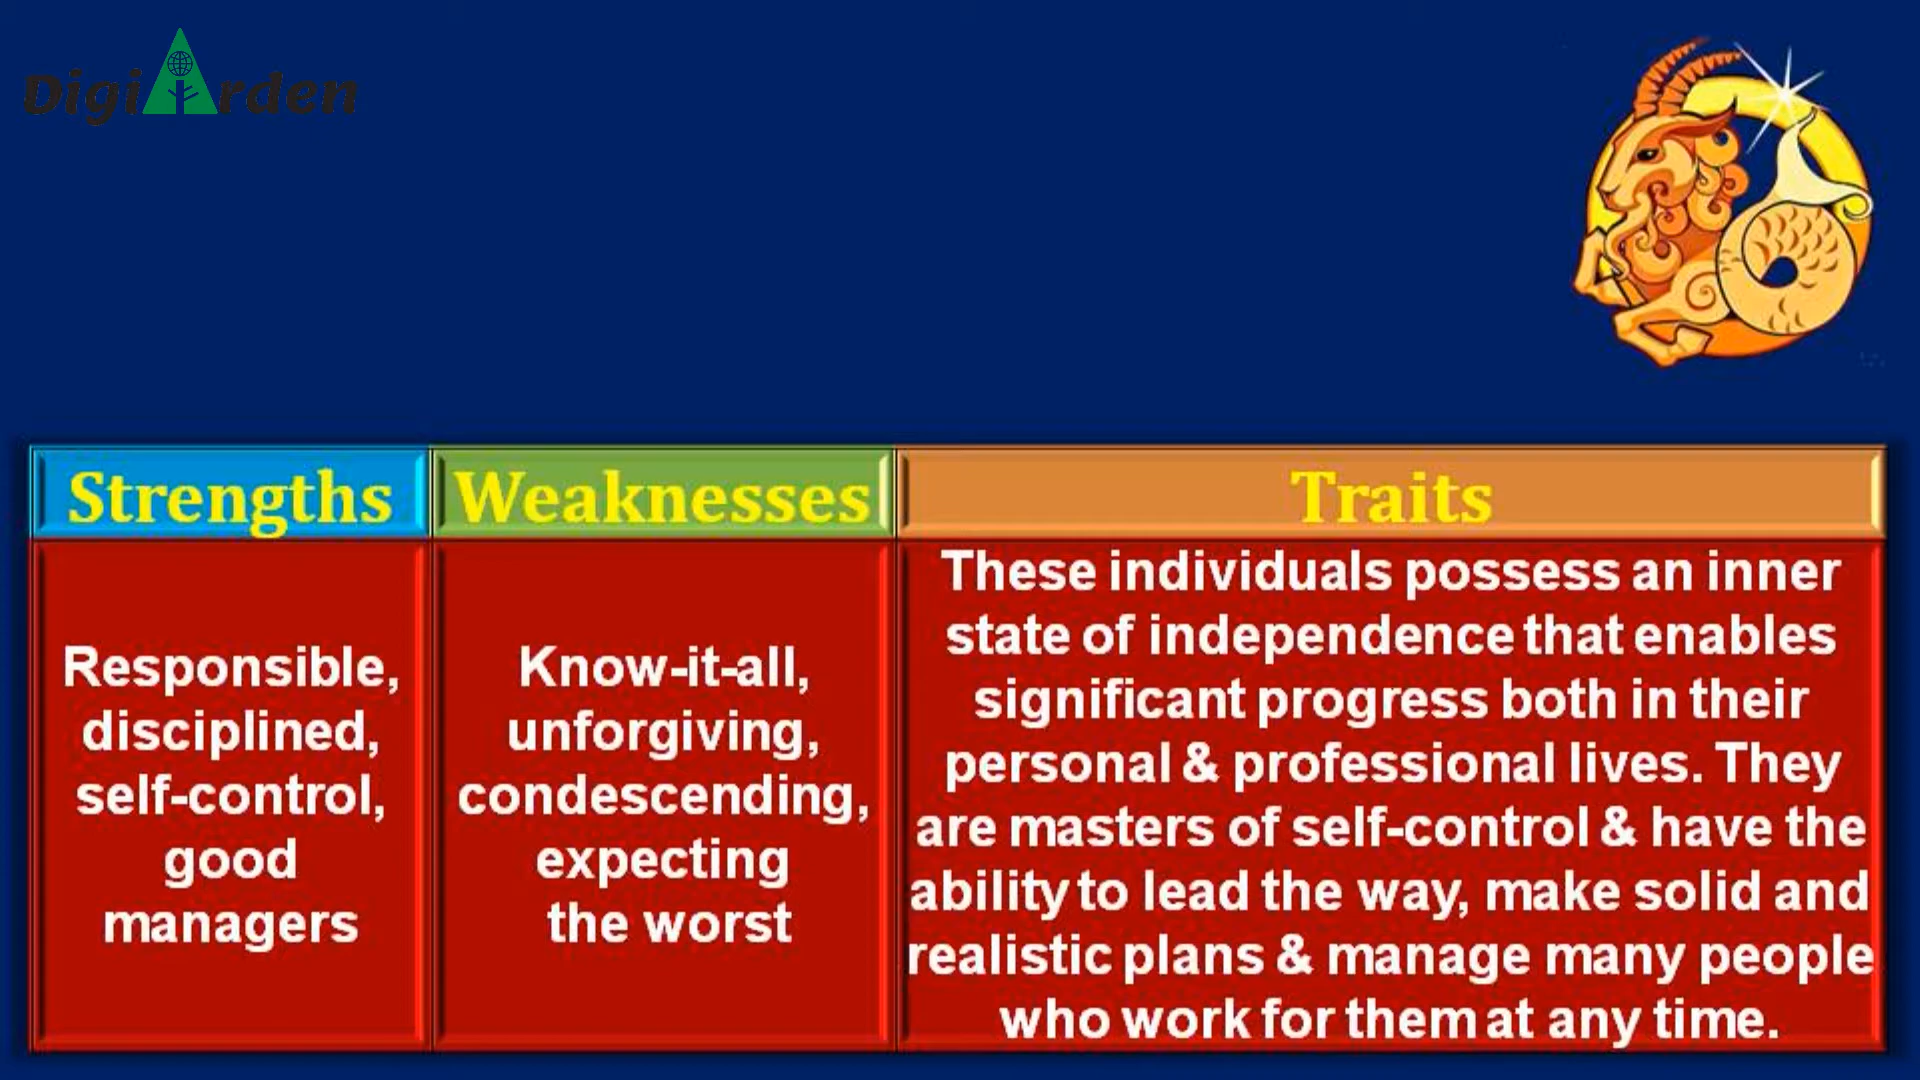 DigiArden
Strengths
Weaknesses
Traits
Responsible,
disciplined,
self-control,
good
managers
Know-it-all,
unforgiving,
condescending,
expecting
the worst
These individuals possess an inner
state of independence that enables
significant progress both in their
personal & professional lives. They
are masters of self-control & have the
ability to lead the way, make solid and
realistic plans & manage many people
who work for them at any time.